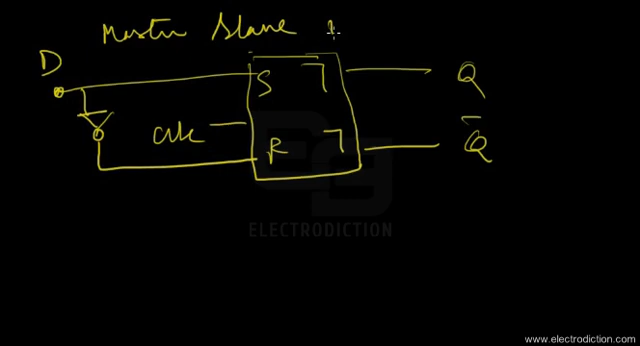 Master Slave
D
S
Q
Clk
R
Q̅
ELECTRODICTION
www.electrodiction.com